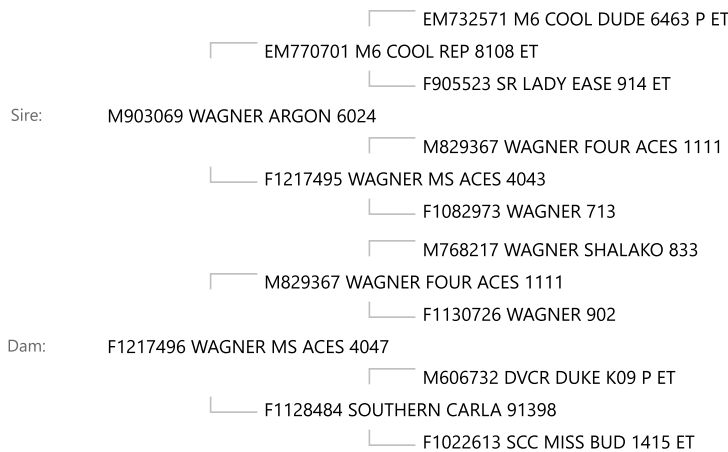 EM732571 M6 COOL DUDE 6463 P ET
EM770701 M6 COOL REP 8108 ET
F905523 SR LADY EASE 914 ET
Sire: M903069 WAGNER ARGON 6024
M829367 WAGNER FOUR ACES 1111
F1217495 WAGNER MS ACES 4043
F1082973 WAGNER 713
M768217 WAGNER SHALAKO 833
M829367 WAGNER FOUR ACES 1111
F1130726 WAGNER 902
Dam: F1217496 WAGNER MS ACES 4047
M606732 DVCR DUKE K09 P ET
F1128484 SOUTHERN CARLA 91398
F1022613 SCC MISS BUD 1415 ET